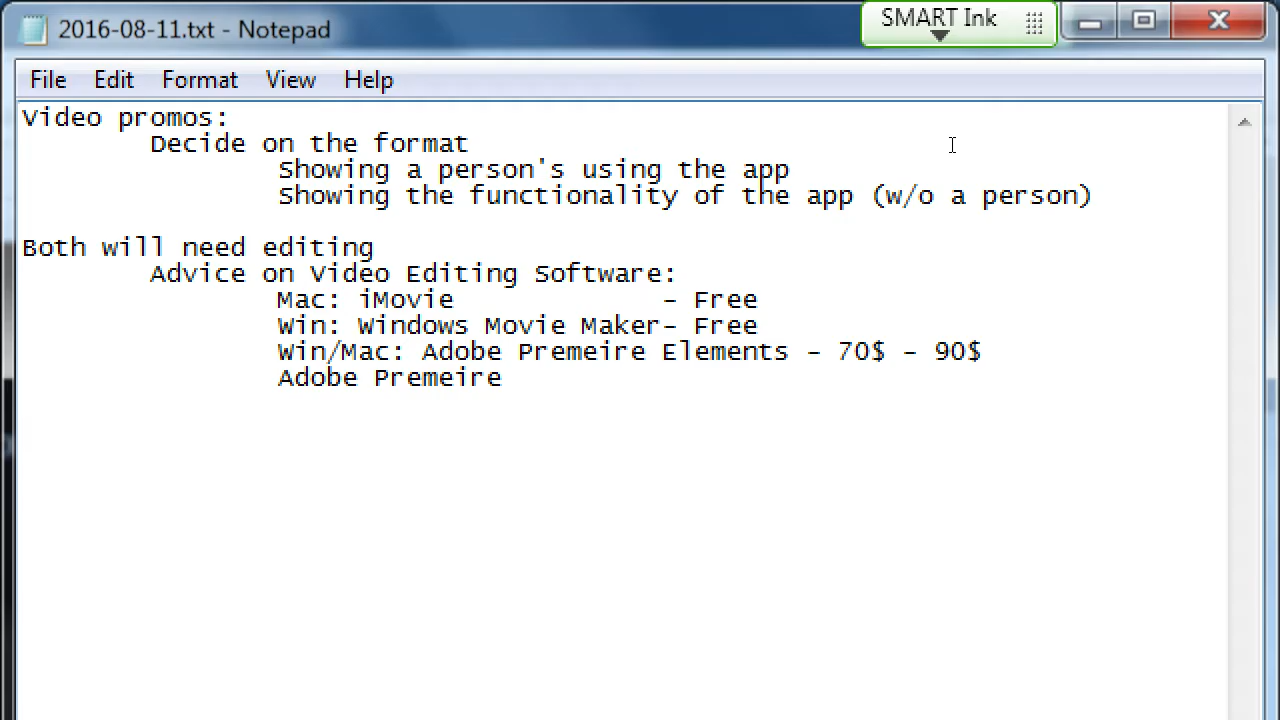 2016-08-11.txt - Notepad
SMART Ink
File Edit Format View Help
Video promos:
Decide on the format
Showing a person's using the app
Showing the functionality of the app (w/o a person)
Both will need editing
Advice on Video Editing Software:
Mac: iMovie - Free
Win: Windows Movie Maker- Free
Win/Mac: Adobe Premeire Elements - 70$ - 90$
Adobe Premeire